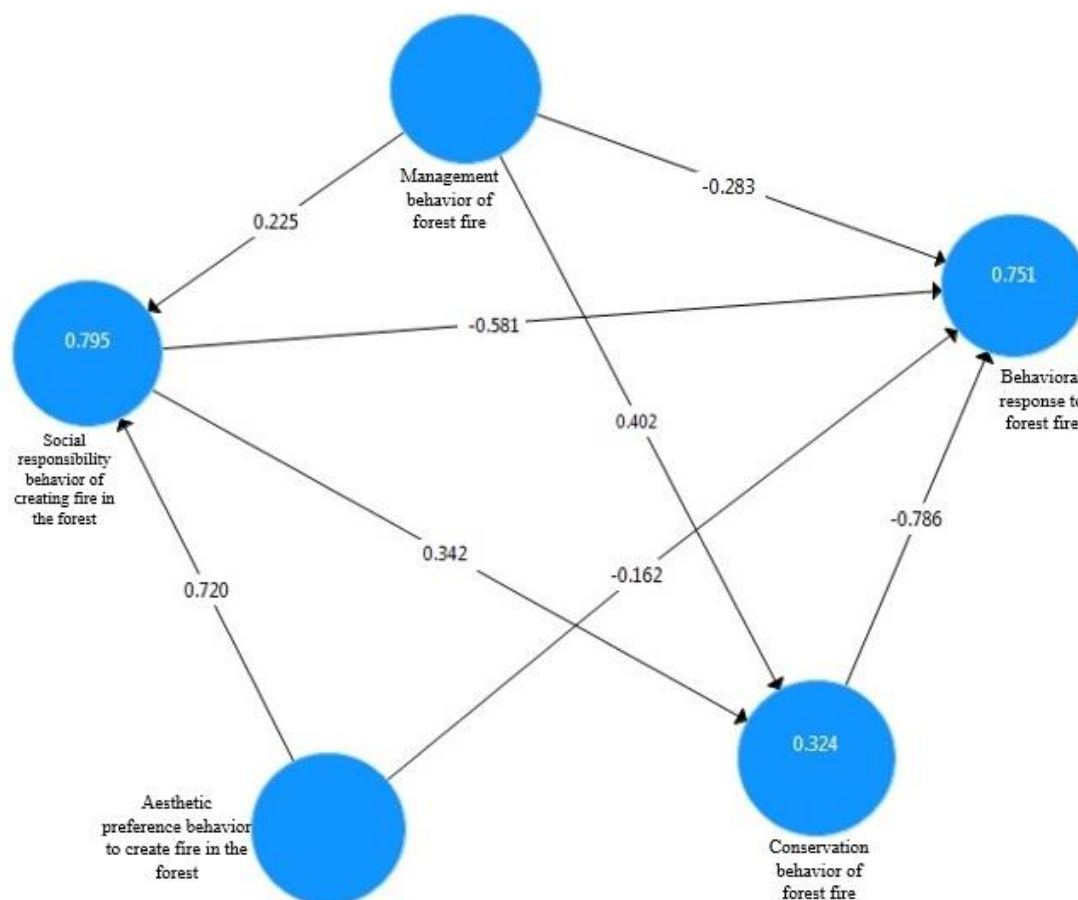 Management
behavior of
forest fire
-0.283
0.225
0.751
0.795
-0.581
Behaviora
response to
forest fire
0.402
Social
responsibility
behavior of
creating fire in
the forest
-0.786
0.342
-0.162
0.720
0.324
Aesthetic
preference behavior
to create fire in the
forest
Conservation
behavior of
forest fire